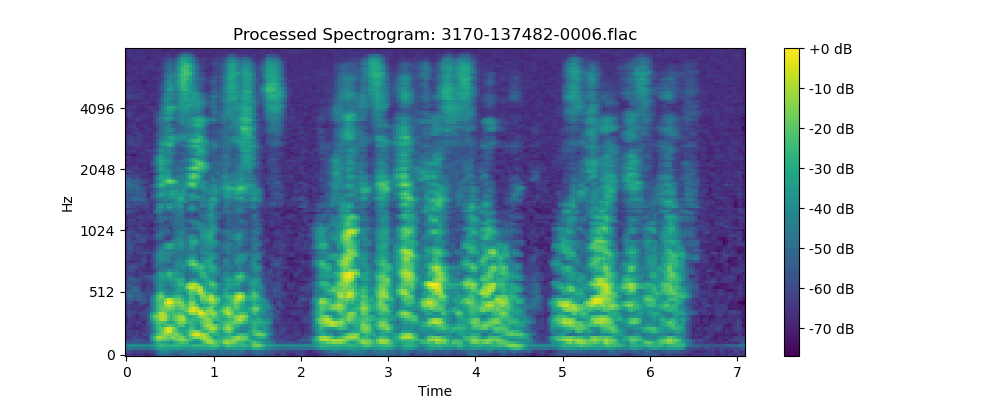 Processed Spectrogram: 3170-137482-0006.flac
Hz
4096
2048
1024
512
0
0 1 2 3 4 5 6 7
Time
+0 dB
-10 dB
-20 dB
-30 dB
-40 dB
-50 dB
-60 dB
-70 dB